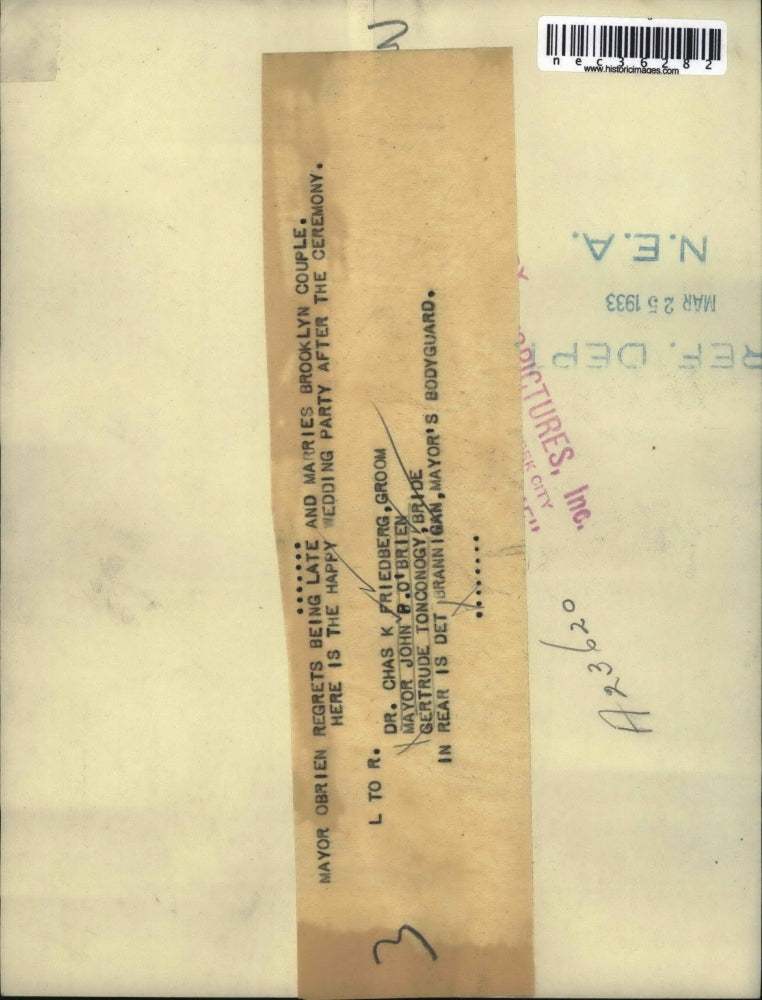 MAYOR OBRIEN REGRETS BEING LATE AND MARRIES BROOKLYN COUPLE.
HERE IS THE HAPPY WEDDING PARTY AFTER THE CEREMONY.
L TO R. DR. CHAS K FRIEDBERG,GROOM
MAYOR JOHN P.O'BRIEN
GERTRUDE TONCONOGY,BRIDE
IN REAR IS DET BRANNIGAN,MAYOR'S BODYGUARD.
3
nec36282
www.historicimages.com
N.E.A.
MAR 25 1933
REF. DEPT.
PICTURES, Inc.
CITY
A23620